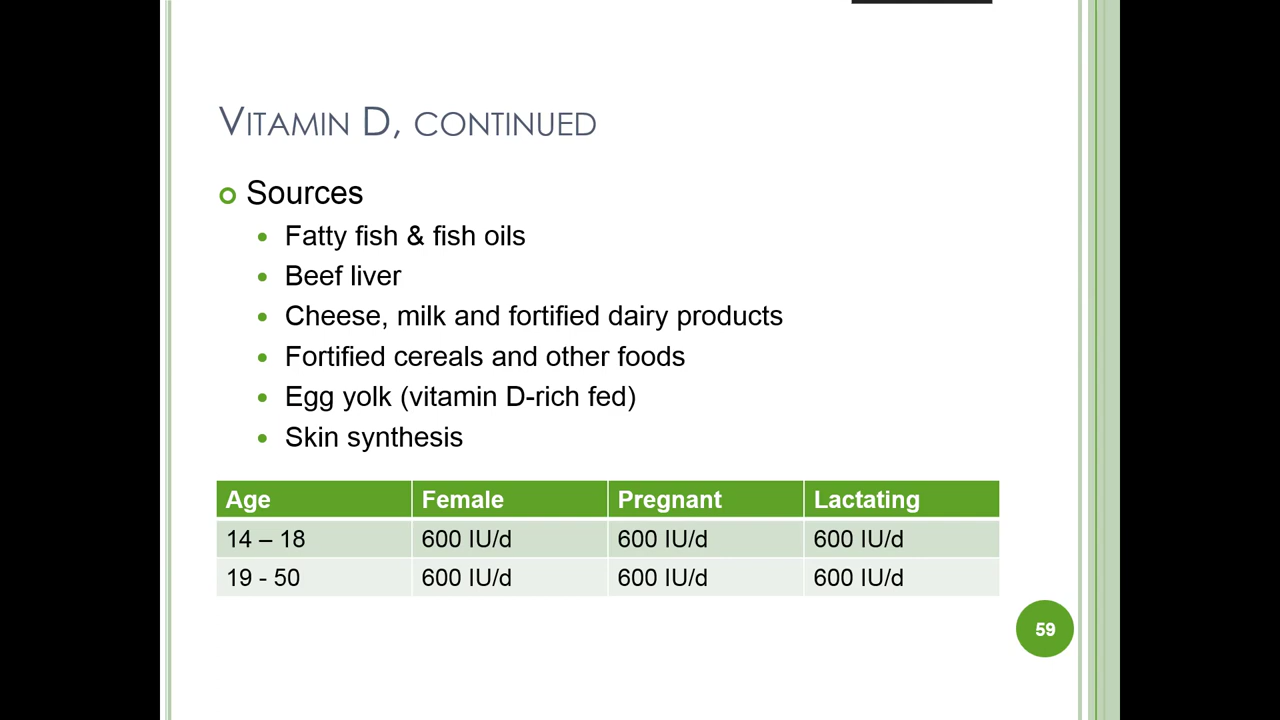 VITAMIN D, CONTINUED
Sources
Fatty fish & fish oils
Beef liver
Cheese, milk and fortified dairy products
Fortified cereals and other foods
Egg yolk (vitamin D-rich fed)
Skin synthesis
Age Female Pregnant Lactating
14 – 18 600 IU/d 600 IU/d 600 IU/d
19 - 50 600 IU/d 600 IU/d 600 IU/d
59